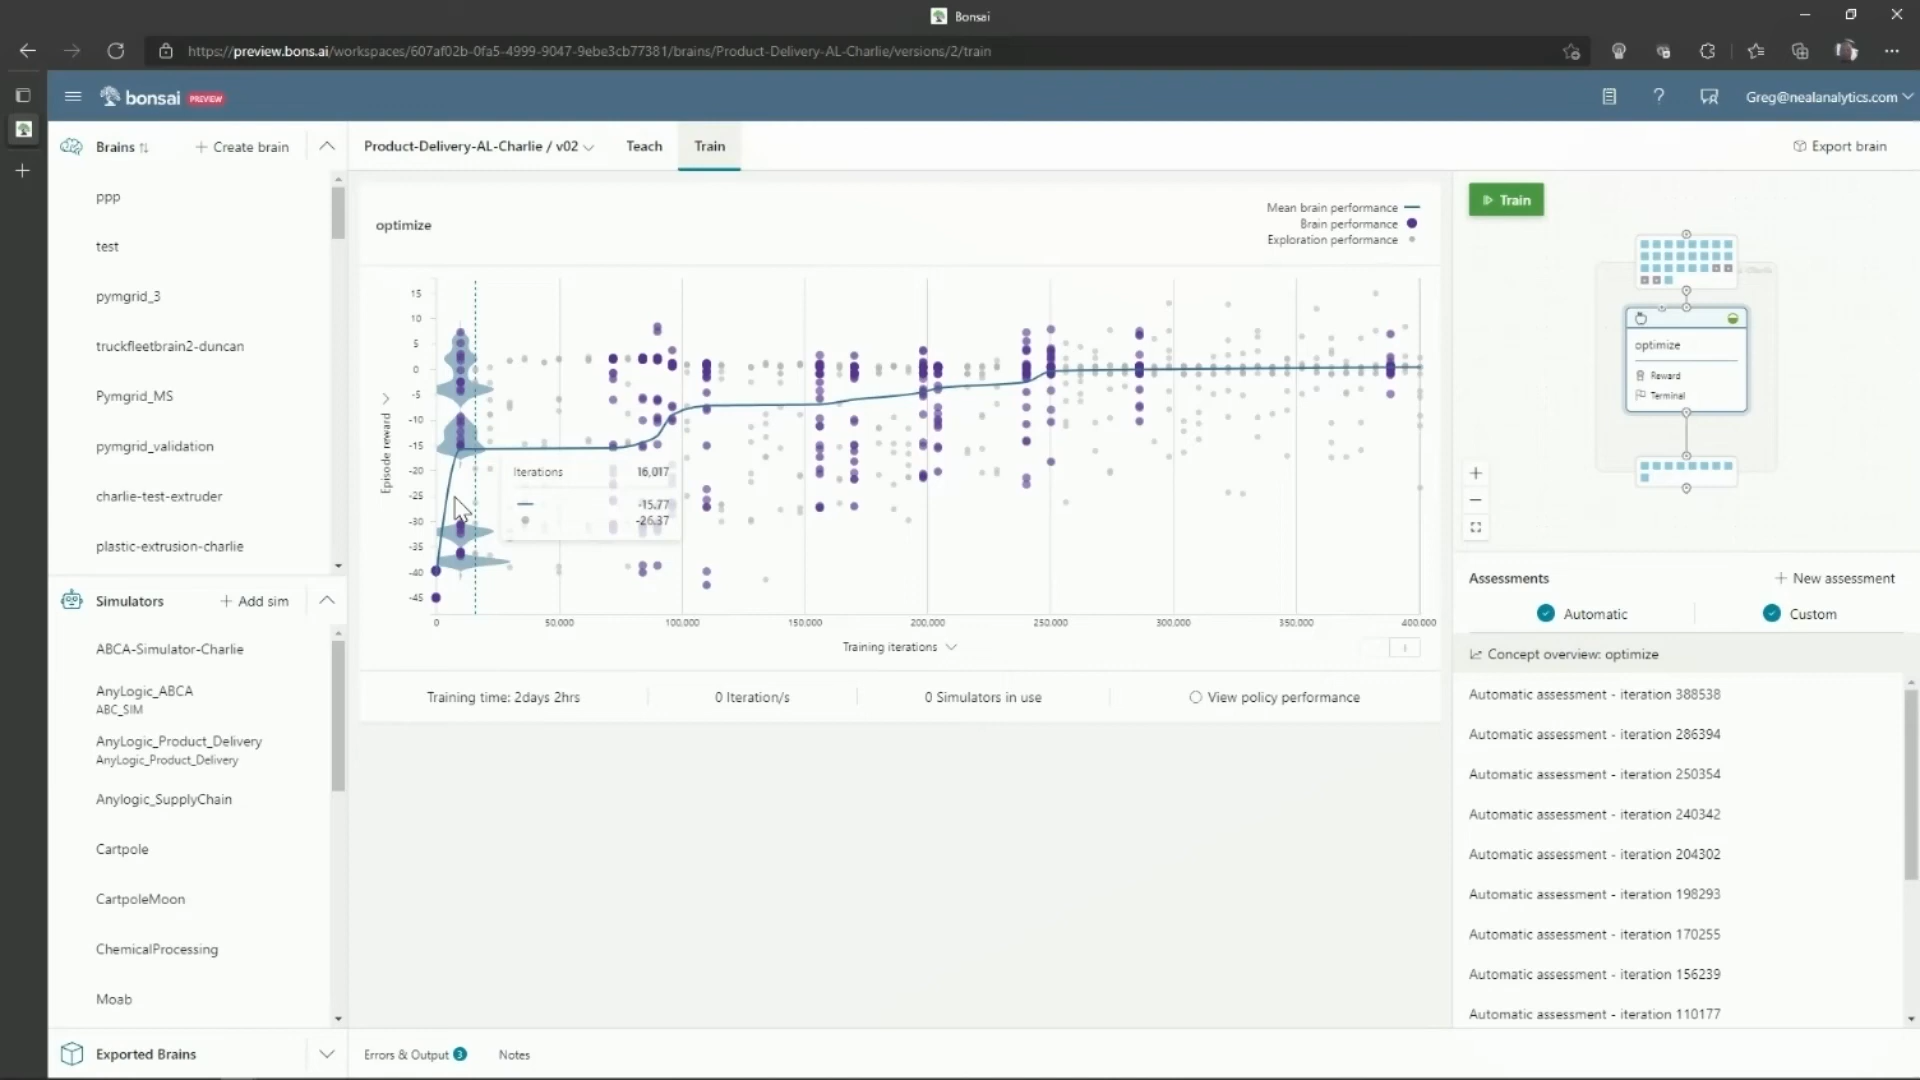 Bonsai
https://preview.bons.ai/workspaces/607af02b-0fa5-4999-9047-9ebe3cb77381/brains/Product-Delivery-AL-Charlie/versions/2/train
bonsai PREVIEW
Greg@nealanalytics.com
Brains
+ Create brain
ppp
test
pymgrid_3
truckfleetbrain2-duncan
Pymgrid_MS
pymgrid_validation
charlie-test-extruder
plastic-extrusion-charlie
Simulators
+ Add sim
ABCA-Simulator-Charlie
AnyLogic_ABCA
ABC_SIM
AnyLogic_Product_Delivery
AnyLogic_Product_Delivery
Anylogic_SupplyChain
Cartpole
CartpoleMoon
ChemicalProcessing
Moab
Exported Brains
Product-Delivery-AL-Charlie / v02
Teach
Train
Export brain
optimize
Mean brain performance
Brain performance
Exploration performance
Episode reward
15
10
5
0
-5
-10
-15
-20
-25
-30
-35
-40
-45
Iterations 16,017
-15.77
-26.37
0 50,000 100,000 150,000 200,000 250,000 300,000 350,000 400,000
Training iterations
Training time: 2days 2hrs
0 Iteration/s
0 Simulators in use
View policy performance
Errors & Output 3
Notes
Train
optimize
Reward
Terminal
Assessments
+ New assessment
Automatic
Custom
Concept overview: optimize
Automatic assessment - iteration 388538
Automatic assessment - iteration 286394
Automatic assessment - iteration 250354
Automatic assessment - iteration 240342
Automatic assessment - iteration 204302
Automatic assessment - iteration 198293
Automatic assessment - iteration 170255
Automatic assessment - iteration 156239
Automatic assessment - iteration 110177